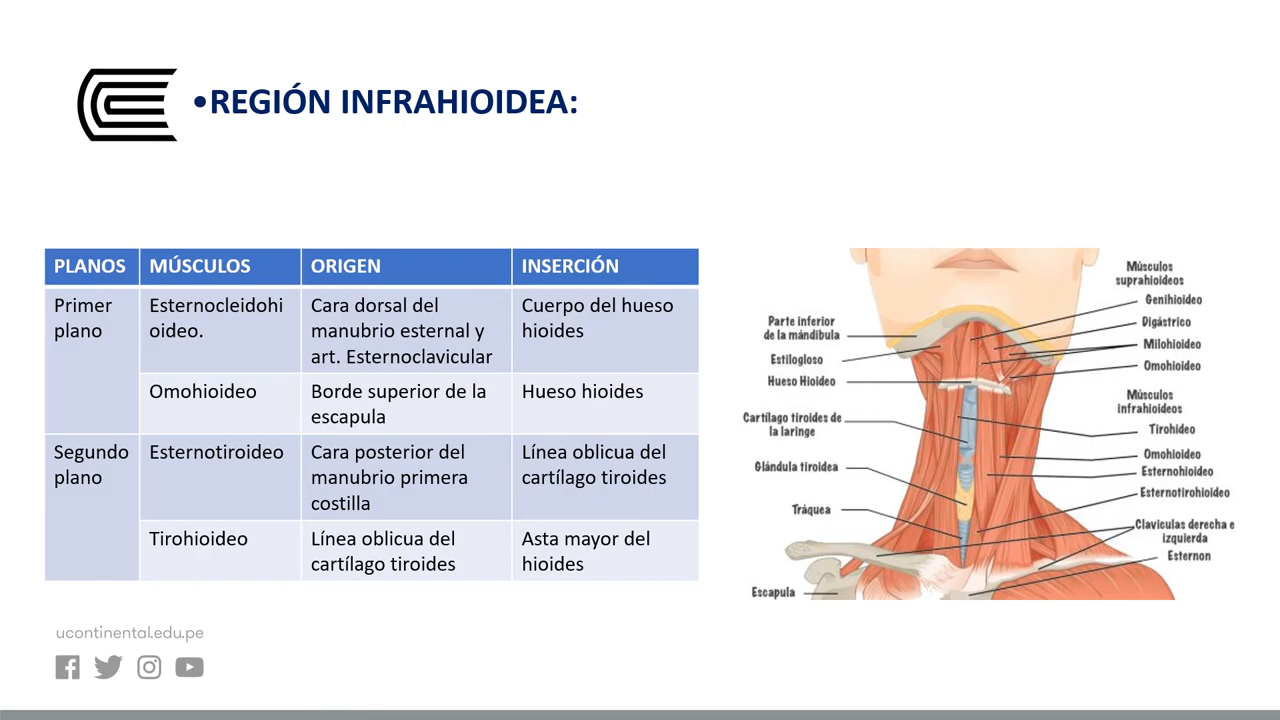 •REGIÓN INFRAHIOIDEA:
PLANOS MÚSCULOS ORIGEN INSERCIÓN
Primer
plano
Esternocleidohi
oideo.
Cara dorsal del
manubrio esternal y
art. Esternoclavicular
Cuerpo del hueso
hioides
Omohioideo
Borde superior de la
escapula
Hueso hioides
Segundo
plano
Esternotiroideo
Cara posterior del
manubrio primera
costilla
Línea oblicua del
cartílago tiroides
Tirohioideo
Línea oblicua del
cartílago tiroides
Asta mayor del
hioides
Parte inferior
de la mándibula
Estilogloso
Hueso Hioideo
Cartílago tiroides de
la laringe
Glándula tiroidea
Tráquea
Escapula
Músculos
suprahioideos
Genihioideo
Digástrico
Milohioideo
Omohioideo
Músculos
infrahioideos
Tirohideo
Omohioideo
Esternohioideo
Esternotirohioideo
Claviculas derecha e
izquierda
Esternon
ucontinental.edu.pe